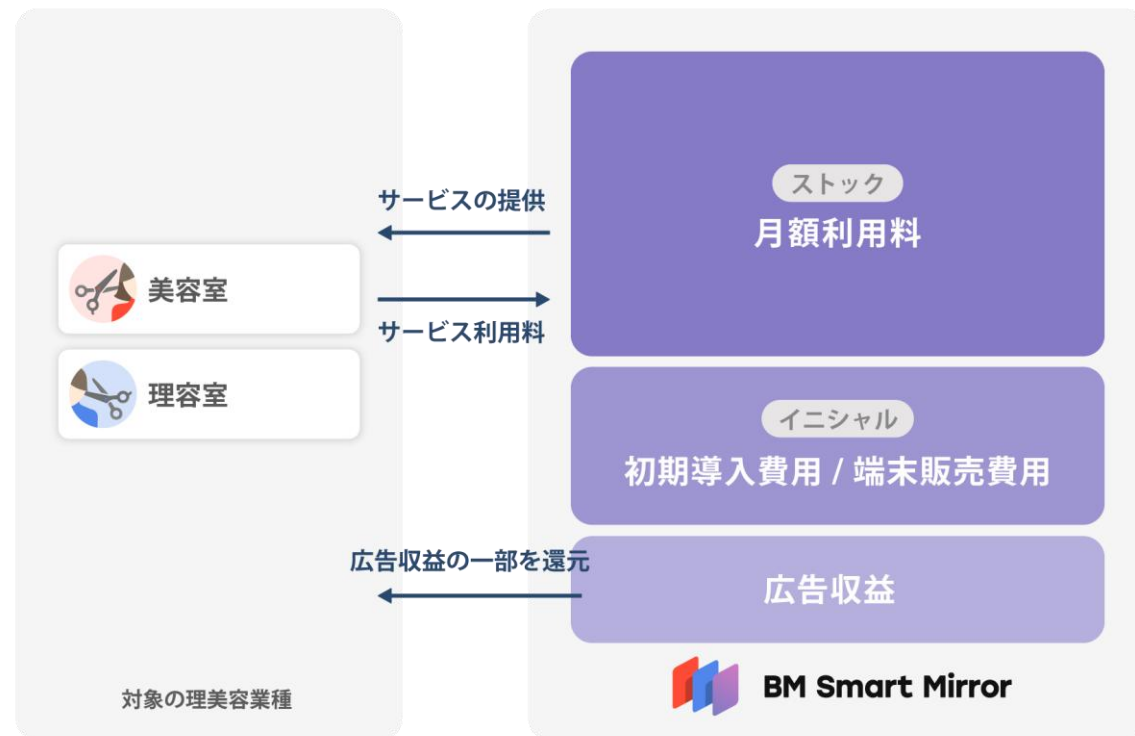 サービスの提供
サービス利用料
美容室
理容室
広告収益の一部を還元
対象の理美容業種
ストック
月額利用料
イニシャル
初期導入費用 / 端末販売費用
広告収益
BM Smart Mirror